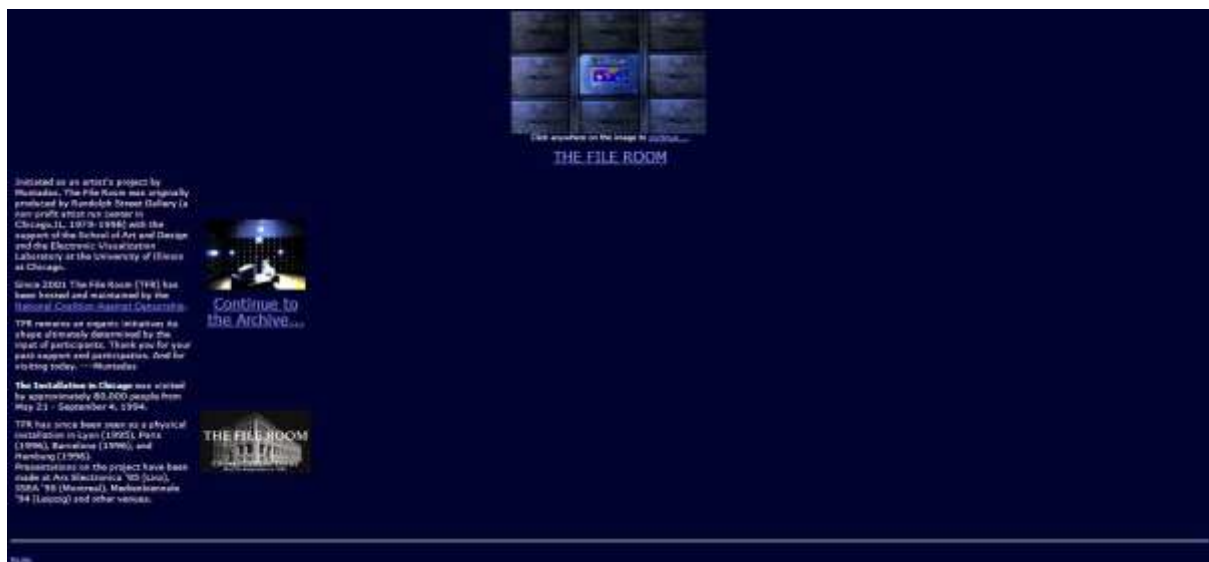 Click anywhere on the image to continue...
THE FILE ROOM
Initiated as an artist's project by
Muntadas, The File Room was originally
produced by Randolph Street Gallery (a
non-profit artist run center in
Chicago,IL, 1979-1998) with the
support of the School of Art and Design
and the Electronic Visualization
Laboratory at the University of Illinois
at Chicago.
Since 2001 The File Room (TFR) has
been hosted and maintained by the
National Coalition Against Censorship.
TFR remains an organic initiative: its
shape ultimately determined by the
input of participants. Thank you for your
past support and participation. And for
visiting today. ---Muntadas
The Installation in Chicago was visited
by approximately 80,000 people from
May 21 - September 4, 1994.
TFR has since been seen as a physical
installation in Lyon (1995), Paris
(1996), Barcelona (1996), and
Hamburg (1998).
Presentations on the project have been
made at Ars Electronica '95 (Linz),
ISEA '95 (Montreal), Medienbiennale
'94 (Leipzig) and other venues.
Continue to
the Archive...
THE FILE ROOM